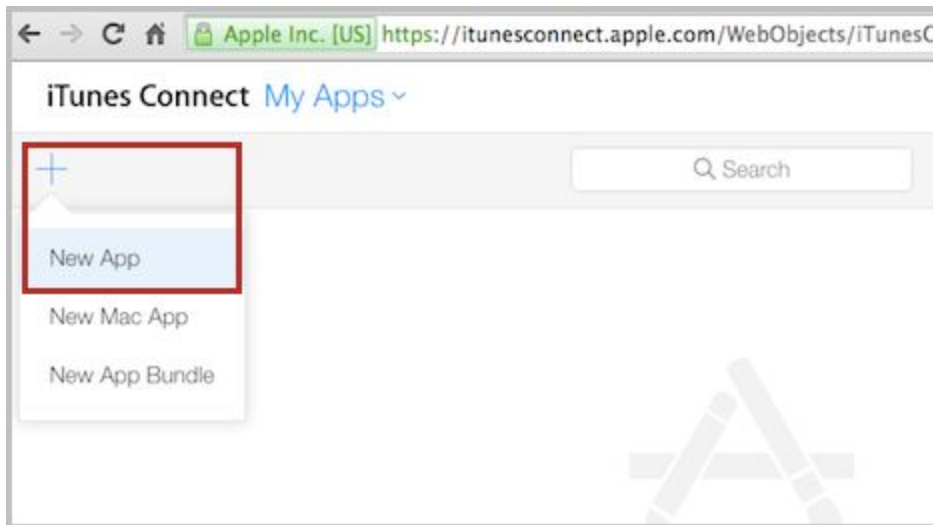 Apple Inc. [US] https://itunesconnect.apple.com/WebObjects/iTunesC
iTunes Connect My Apps
Search
New App
New Mac App
New App Bundle